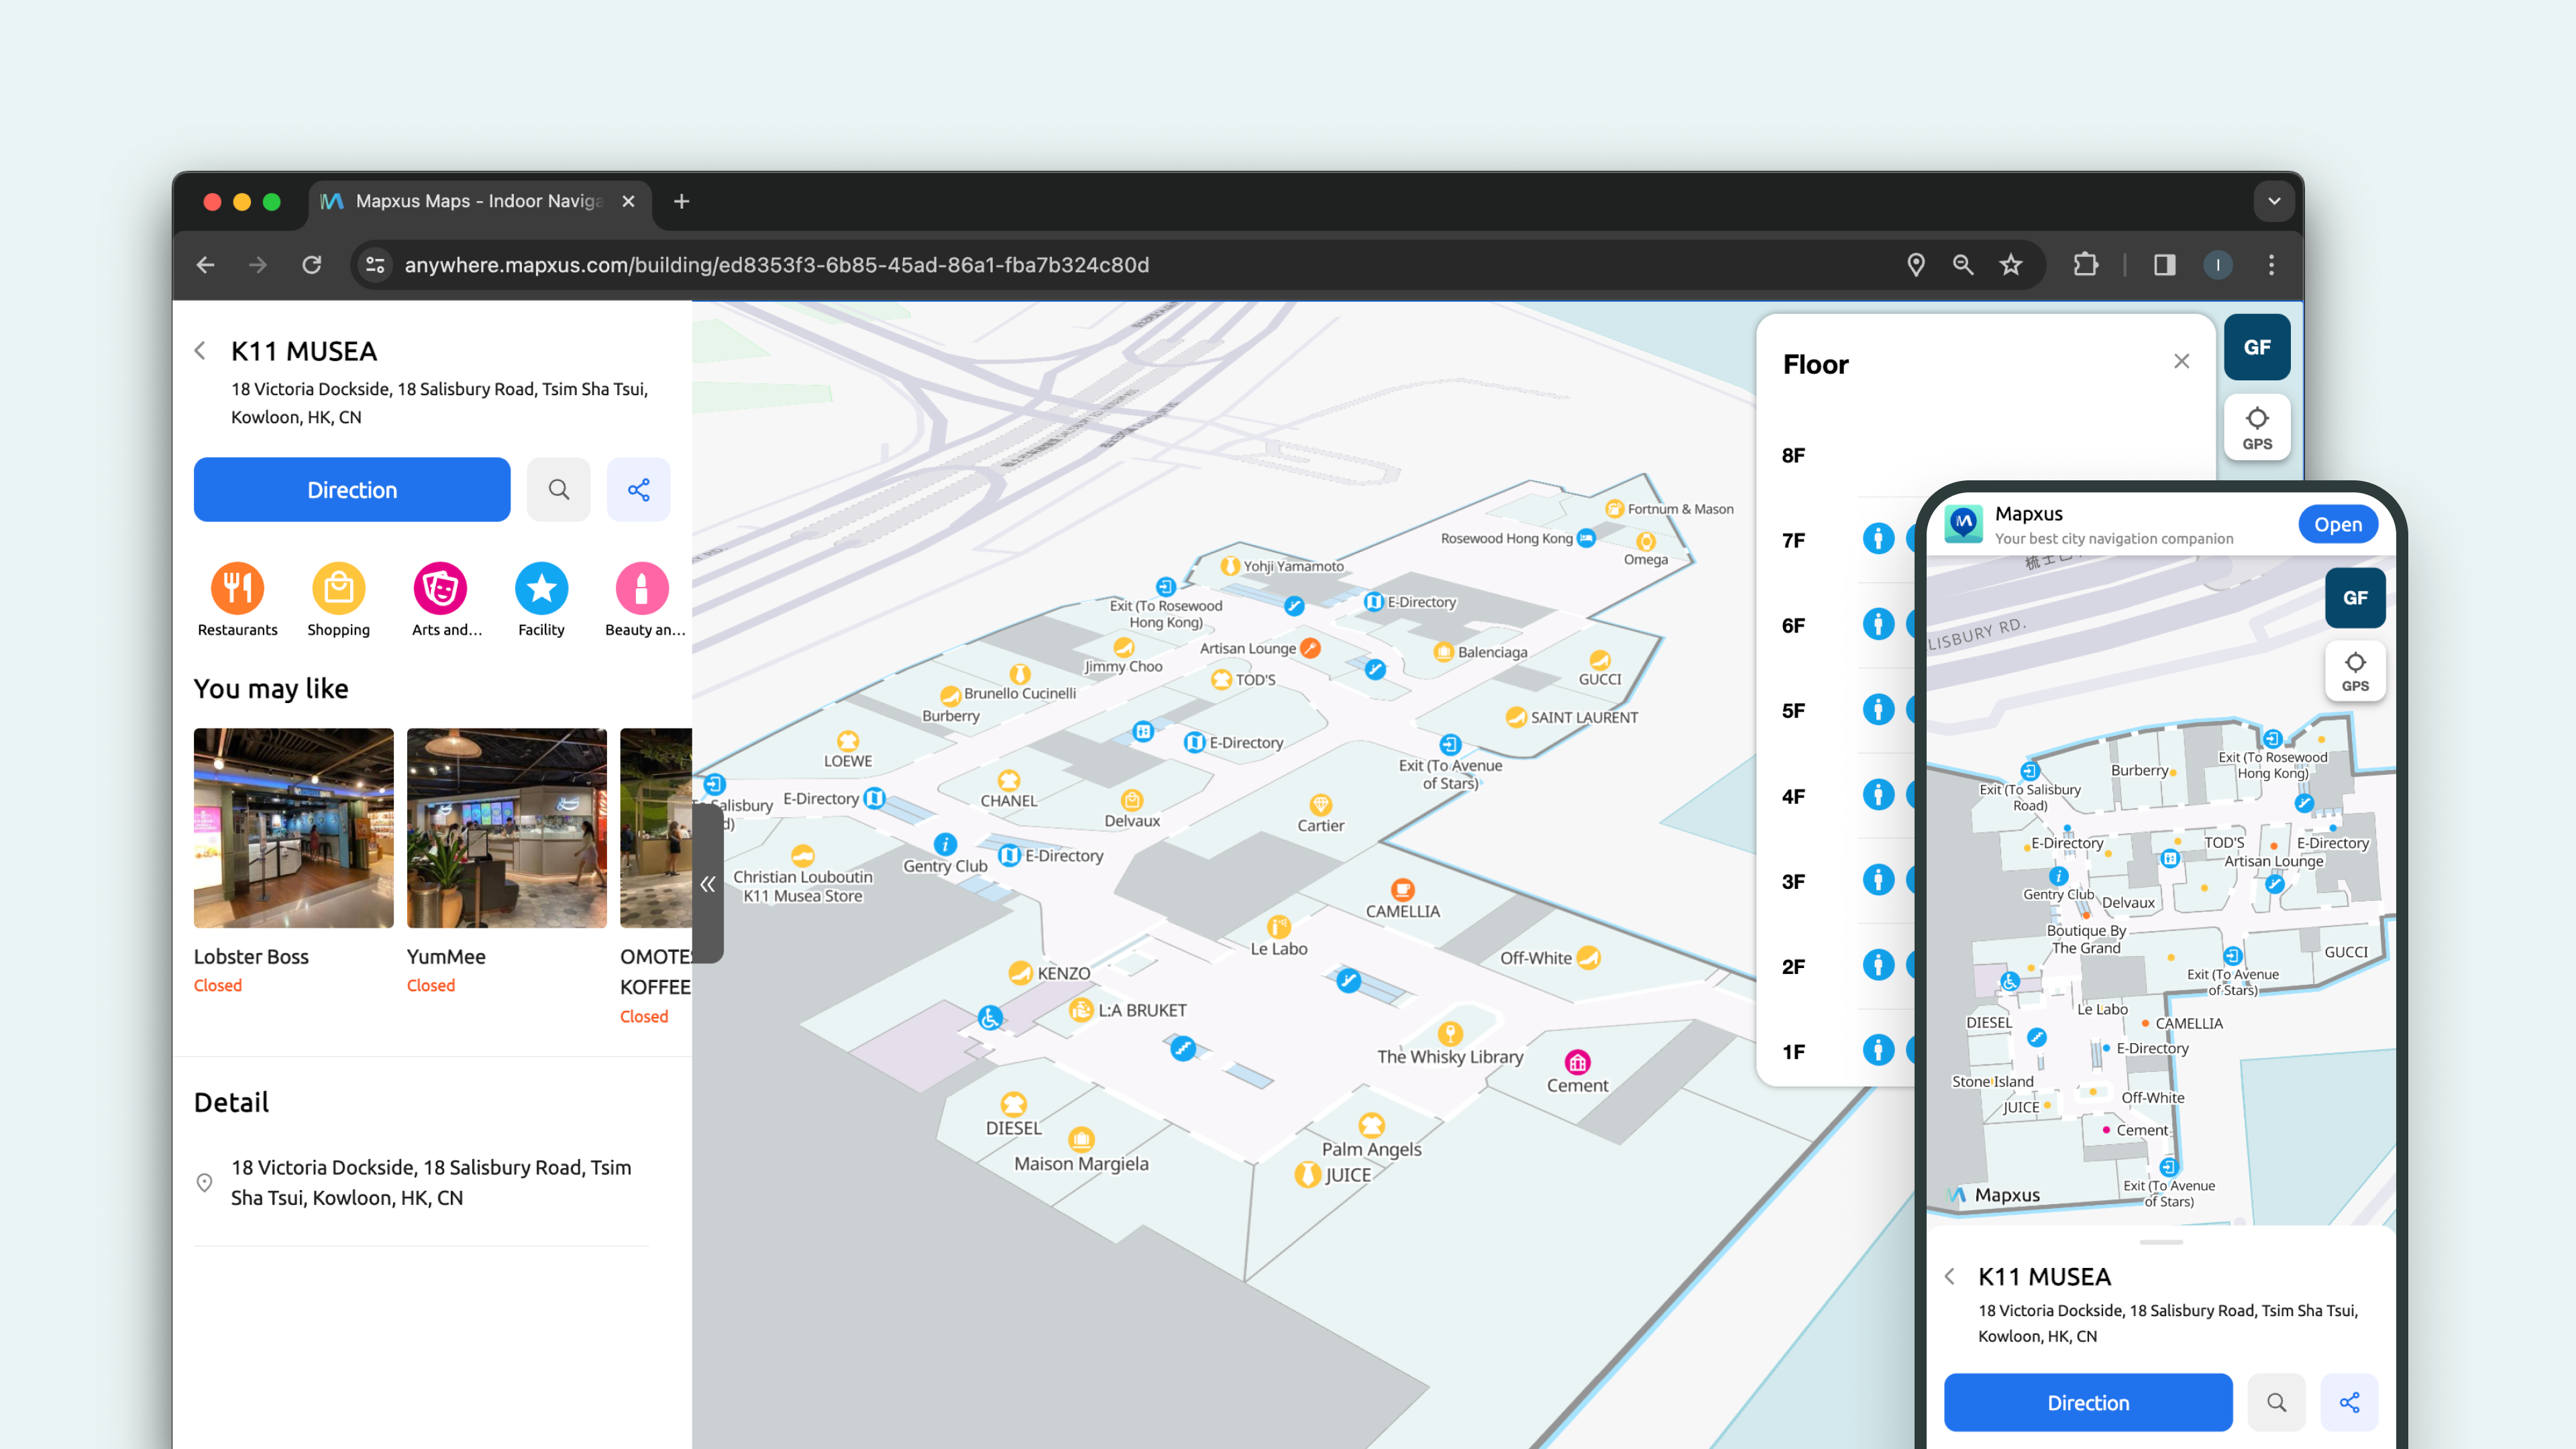 Mapxus Maps - Indoor Naviga
anywhere.mapxus.com/building/ed8353f3-6b85-45ad-86a1-fba7b324c80d
I
K11 MUSEA
18 Victoria Dockside, 18 Salisbury Road, Tsim Sha Tsui,
Kowloon, HK, CN
Direction
Restaurants
Shopping
Arts and...
Facility
Beauty an...
You may like
Lobster Boss
Closed
YumMee
Closed
OMOTE
KOFFEE
Closed
Detail
18 Victoria Dockside, 18 Salisbury Road, Tsim
Sha Tsui, Kowloon, HK, CN
Fortnum & Mason
Rosewood Hong Kong
Omega
Yohji Yamamoto
E-Directory
Exit (To Rosewood
Hong Kong)
Artisan Lounge
Balenciaga
Jimmy Choo
TOD'S
GUCCI
Brunello Cucinelli
Burberry
SAINT LAURENT
E-Directory
LOEWE
Exit (To Avenue
of Stars)
Salisbury
d)
E-Directory
CHANEL
Delvaux
Cartier
Gentry Club
E-Directory
Christian Louboutin
K11 Musea Store
CAMELLIA
Le Labo
Off-White
KENZO
L:A BRUKET
The Whisky Library
Cement
DIESEL
Maison Margiela
Palm Angels
JUICE
Floor
8F
7F
6F
5F
4F
3F
2F
1F
GF
GPS
Mapxus
Your best city navigation companion
Open
LISBURY RD.
GF
GPS
Exit (To Rosewood
Hong Kong)
Burberry
Exit (To Salisbury
Road)
E-Directory
TOD'S
E-Directory
Artisan Lounge
Gentry Club
Delvaux
Boutique By
The Grand
GUCCI
Exit (To Avenue
of Stars)
Le Labo
DIESEL
CAMELLIA
E-Directory
Stone Island
Off-White
JUICE
Cement
Exit (To Avenue
of Stars)
Mapxus
K11 MUSEA
18 Victoria Dockside, 18 Salisbury Road, Tsim Sha Tsui,
Kowloon, HK, CN
Direction